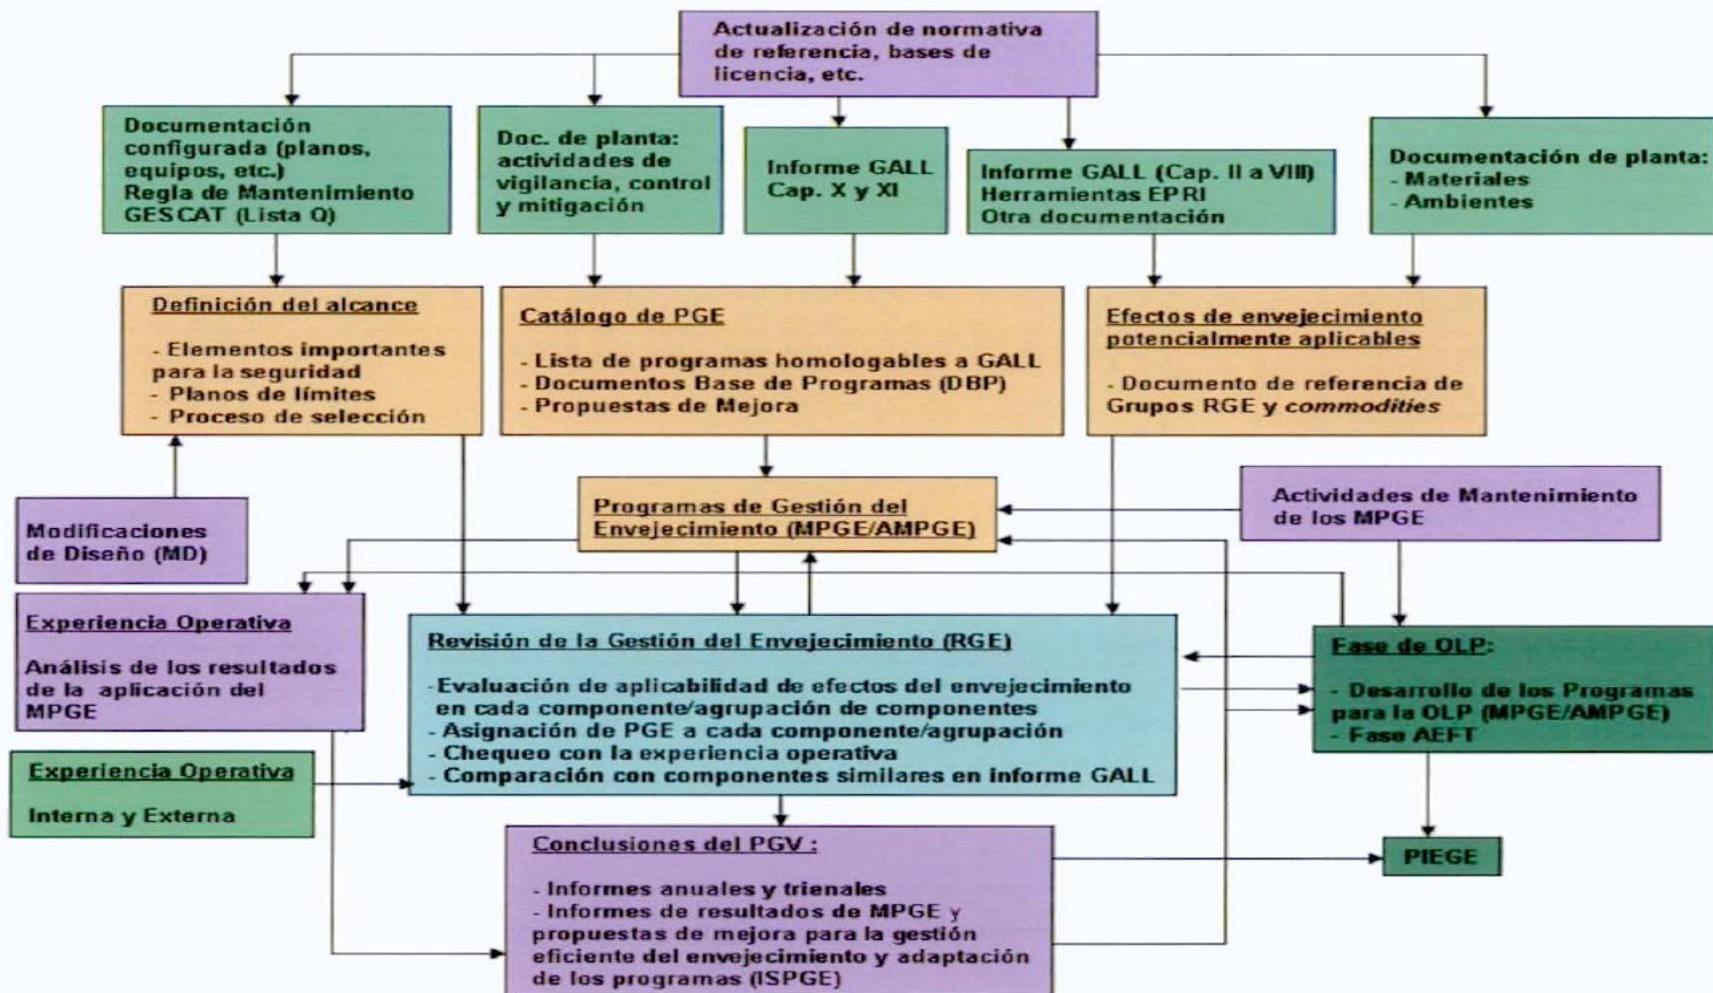 Actualización de normativa
de referencia, bases de
licencia, etc.
Documentación
configurada (planos,
equipos, etc.)
Regla de Mantenimiento
GESCAT (Lista Q)
Doc. de planta:
actividades de
vigilancia, control
y mitigación
Informe GALL
Cap. X y XI
Informe GALL (Cap. II a VIII)
Herramientas EPRI
Otra documentación
Documentación de planta:
- Materiales
- Ambientes
Definición del alcance
- Elementos importantes
para la seguridad
- Planos de límites
- Proceso de selección
Catálogo de PGE
- Lista de programas homologables a GALL
- Documentos Base de Programas (DBP)
- Propuestas de Mejora
Efectos de envejecimiento
potencialmente aplicables
- Documento de referencia de
Grupos RGE y commodities
Modificaciones
de Diseño (MD)
Programas de Gestión del
Envejecimiento (MPGE/AMPGE)
Actividades de Mantenimiento
de los MPGE
Experiencia Operativa
Análisis de los resultados
de la aplicación del
MPGE
Revisión de la Gestión del Envejecimiento (RGE)
- Evaluación de aplicabilidad de efectos del envejecimiento
en cada componente/agrupación de componentes
- Asignación de PGE a cada componente/agrupación
- Chequeo con la experiencia operativa
- Comparación con componentes similares en informe GALL
Fase de OLP:
- Desarrollo de los Programas
para la OLP (MPGE/AMPGE)
- Fase AEFT
Experiencia Operativa
Interna y Externa
Conclusiones del PGV :
- Informes anuales y trienales
- Informes de resultados de MPGE y
propuestas de mejora para la gestión
eficiente del envejecimiento y adaptación
de los programas (ISPGE)
PIEGE